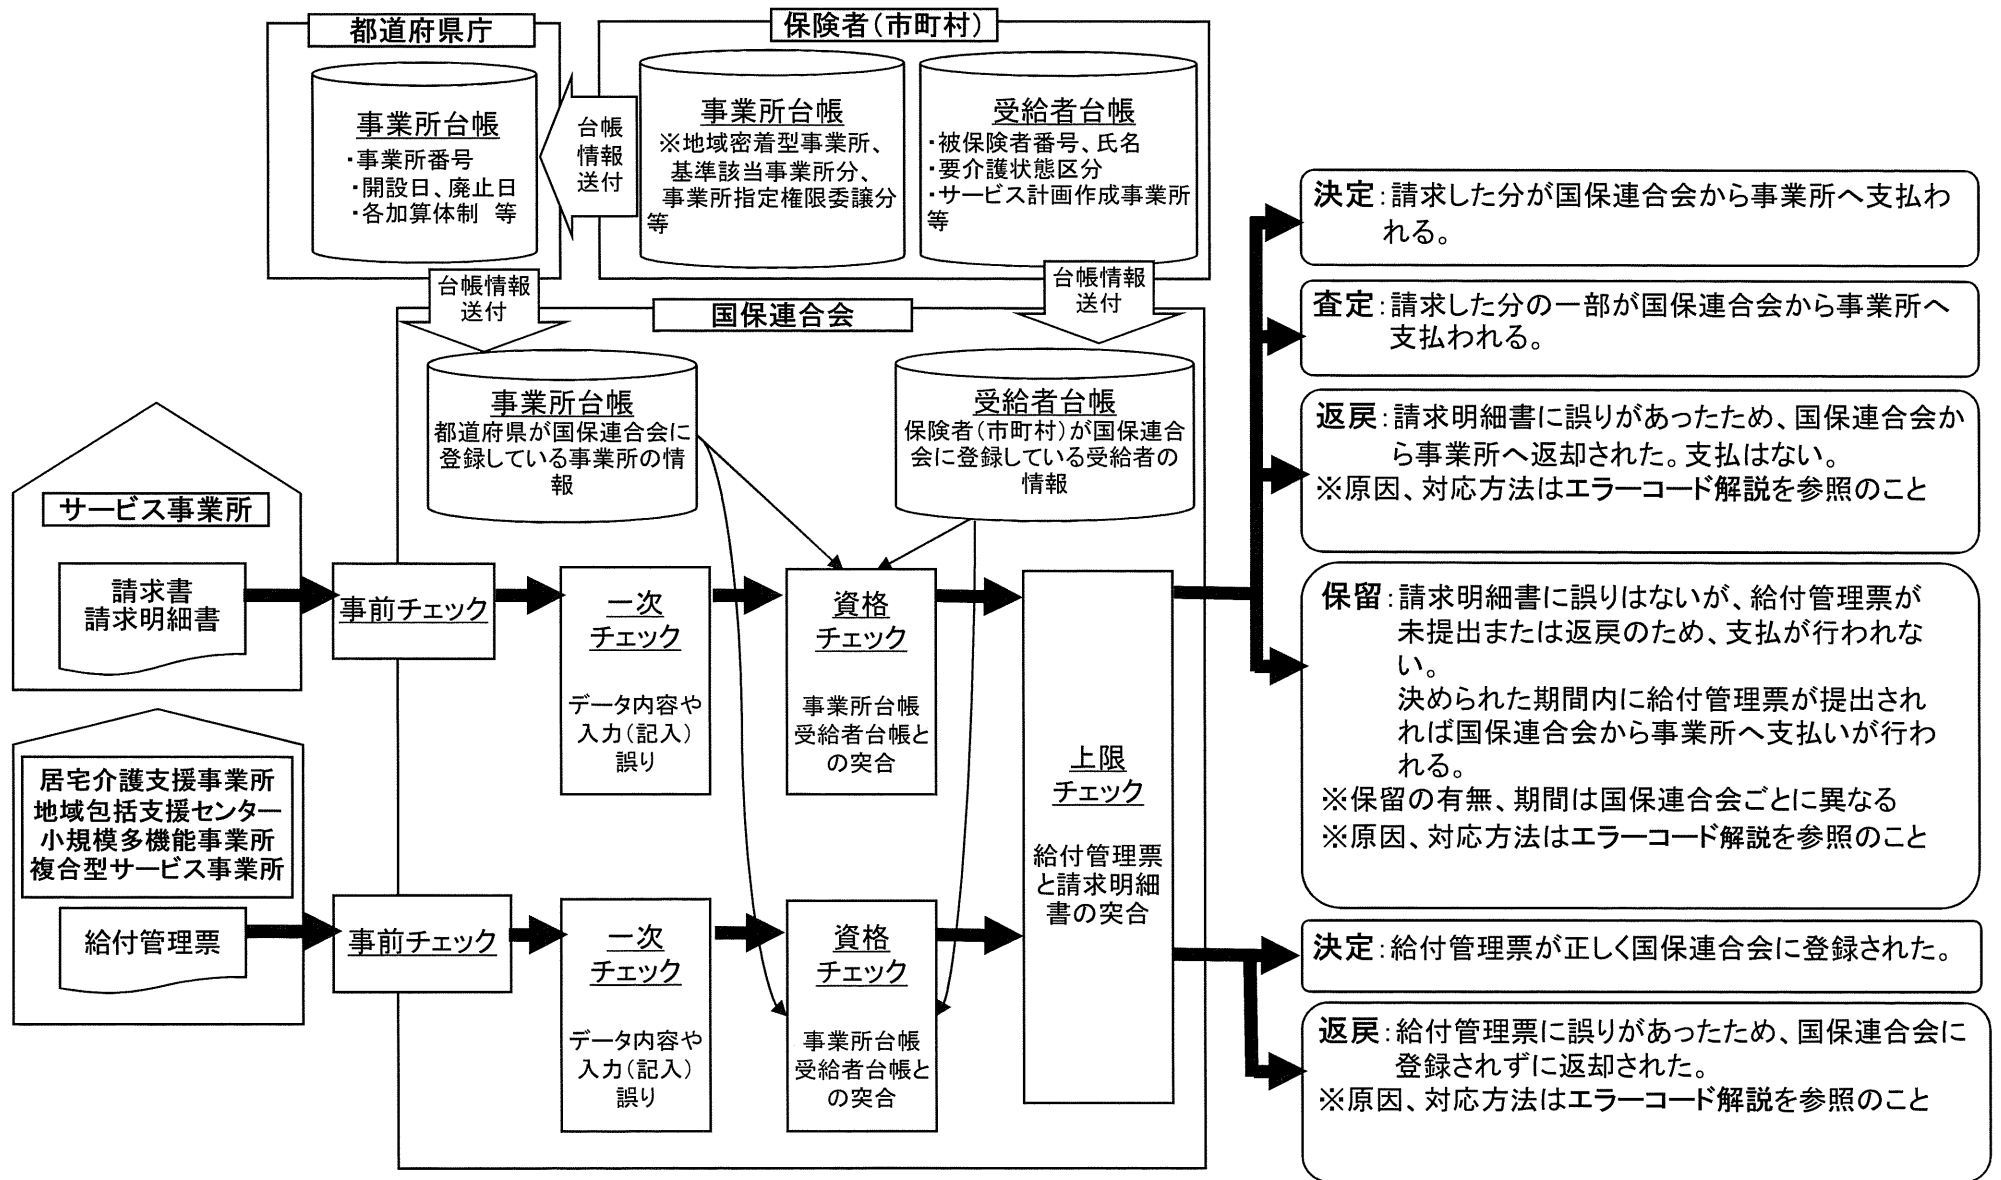 都道府県庁
事業所台帳
・事業所番号
・開設日、廃止日
・各加算体制 等
台帳
情報
送付
保険者(市町村)
事業所台帳
※地域密着型事業所、
基準該当事業所分、
事業所指定権限委譲分
等
受給者台帳
・被保険者番号、氏名
・要介護状態区分
・サービス計画作成事業所
等
台帳情報
送付
台帳情報
送付
国保連合会
事業所台帳
都道府県が国保連合会に
登録している事業所の情
報
受給者台帳
保険者(市町村)が国保連合
会に登録している受給者の
情報
サービス事業所
請求書
請求明細書
事前チェック
一次
チェック
データ内容や
入力(記入)
誤り
資格
チェック
事業所台帳
受給者台帳と
の突合
居宅介護支援事業所
地域包括支援センター
小規模多機能事業所
複合型サービス事業所
給付管理票
事前チェック
一次
チェック
データ内容や
入力(記入)
誤り
資格
チェック
事業所台帳
受給者台帳と
の突合
上限
チェック
給付管理票
と請求明細
書の突合
決定:請求した分が国保連合会から事業所へ支払わ
れる。
査定:請求した分の一部が国保連合会から事業所へ
支払われる。
返戻:請求明細書に誤りがあったため、国保連合会か
ら事業所へ返却された。支払はない。
※原因、対応方法はエラーコード解説を参照のこと
保留:請求明細書に誤りはないが、給付管理票が
未提出または返戻のため、支払が行われな
い。
決められた期間内に給付管理票が提出され
れば国保連合会から事業所へ支払いが行わ
れる。
※保留の有無、期間は国保連合会ごとに異なる
※原因、対応方法はエラーコード解説を参照のこと
決定:給付管理票が正しく国保連合会に登録された。
返戻:給付管理票に誤りがあったため、国保連合会に
登録されずに返却された。
※原因、対応方法はエラーコード解説を参照のこと